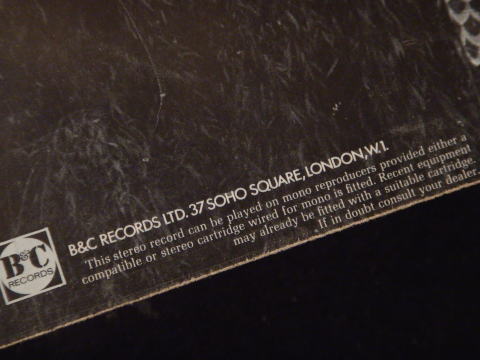 B&C
RECORDS
B&C RECORDS LTD. 37 SOHO SQUARE, LONDON, W.1.
This stereo record can be played on mono reproducers provided either a
compatible or stereo cartridge wired for mono is fitted. Recent equipment
may already be fitted with a suitable cartridge.
If in doubt consult your dealer.